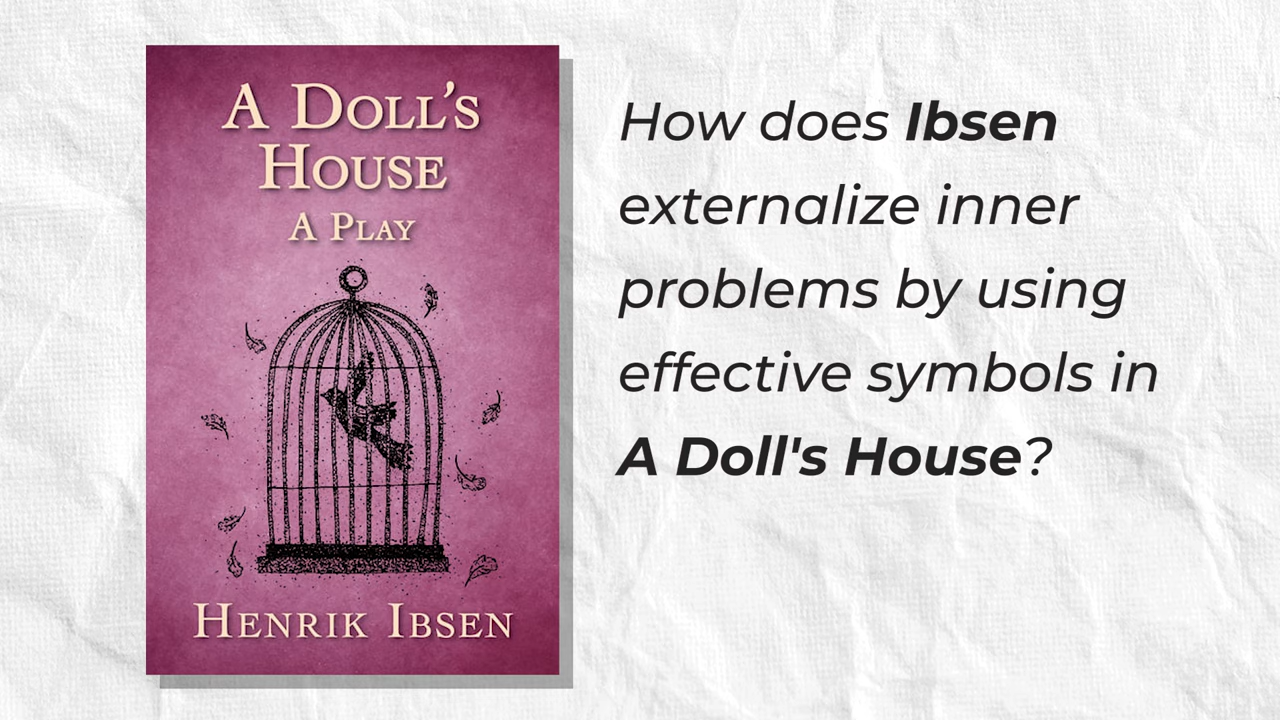 A DOLL'S
HOUSE
A PLAY
HENRIK IBSEN
How does Ibsen
externalize inner
problems by using
effective symbols in
A Doll's House?